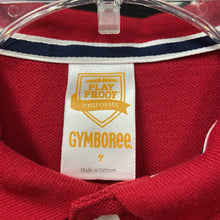 PLAY
PROOF
UNIFORMS
GYMBOREE
7
Made in Vietnam